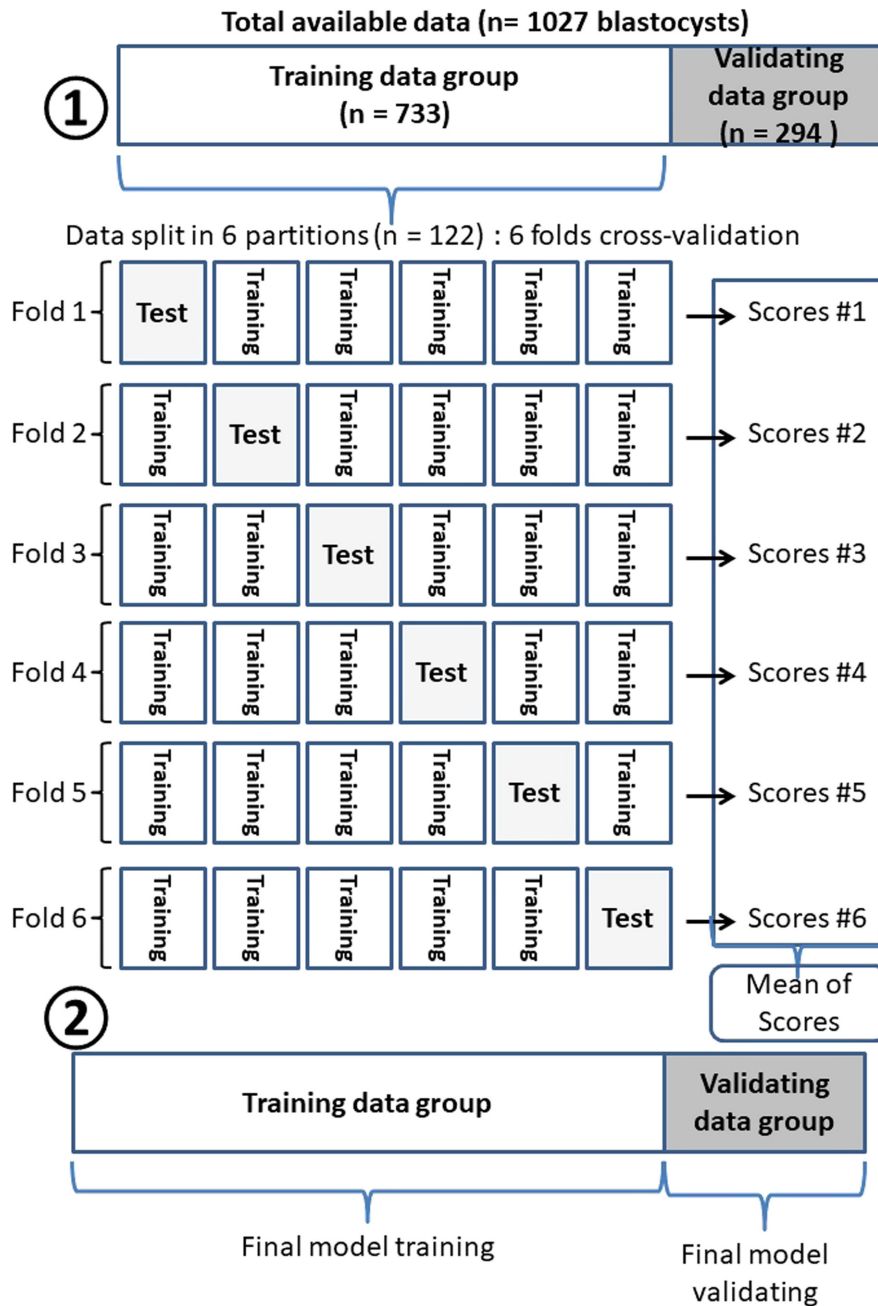 Total available data (n= 1027 blastocysts)
1
Training data group
(n = 733)
Validating
data group
(n = 294 )
Data split in 6 partitions (n = 122) : 6 folds cross-validation
Fold 1 Test Training Training Training Training Training Scores #1
Fold 2 Training Test Training Training Training Training Scores #2
Fold 3 Training Training Test Training Training Training Scores #3
Fold 4 Training Training Training Test Training Training Scores #4
Fold 5 Training Training Training Training Test Training Scores #5
Fold 6 Training Training Training Training Training Test Scores #6
Mean of
Scores
2
Training data group
Validating
data group
Final model training
Final model
validating